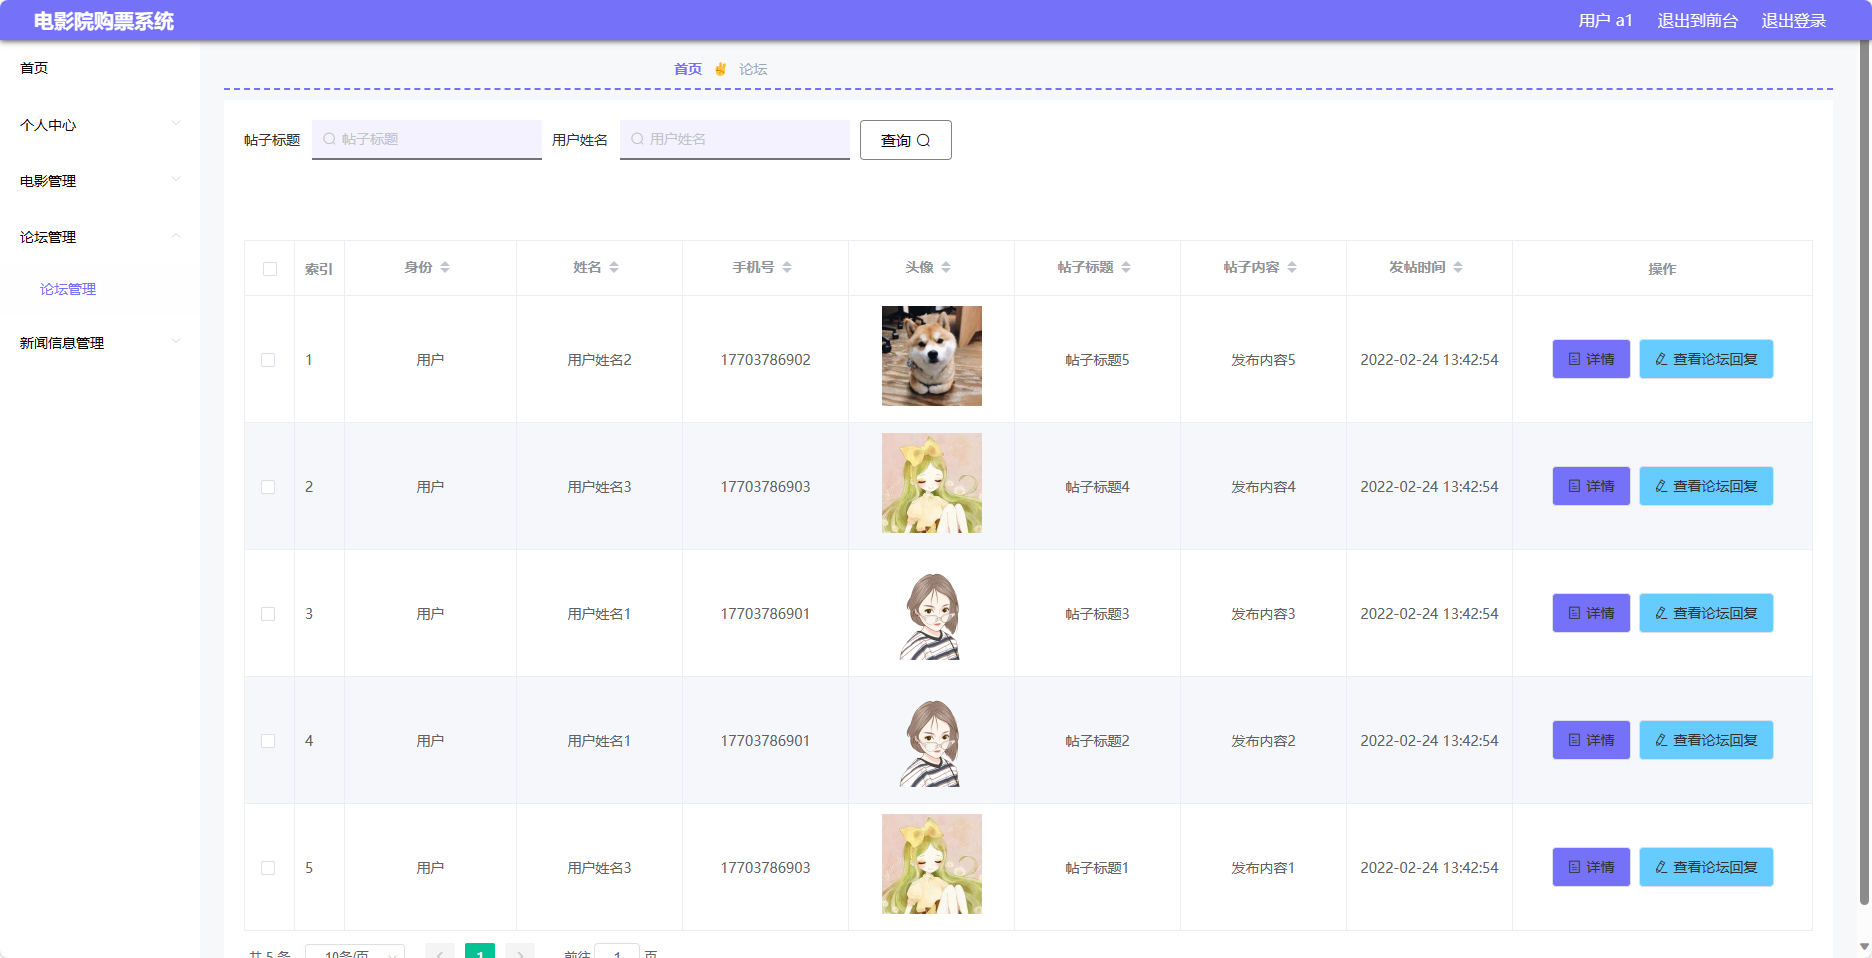 电影院购票系统
用户 a1 退出到前台 退出登录
首页
个人中心
电影管理
论坛管理
论坛管理
新闻信息管理
首页 论坛
帖子标题 帖子标题 用户姓名 用户姓名 查询
索引 身份 姓名 手机号 头像 帖子标题 帖子内容 发帖时间 操作
1 用户 用户姓名2 17703786902 帖子标题5 发布内容5 2022-02-24 13:42:54 详情 查看论坛回复
2 用户 用户姓名3 17703786903 帖子标题4 发布内容4 2022-02-24 13:42:54 详情 查看论坛回复
3 用户 用户姓名1 17703786901 帖子标题3 发布内容3 2022-02-24 13:42:54 详情 查看论坛回复
4 用户 用户姓名1 17703786901 帖子标题2 发布内容2 2022-02-24 13:42:54 详情 查看论坛回复
5 用户 用户姓名3 17703786903 帖子标题1 发布内容1 2022-02-24 13:42:54 详情 查看论坛回复
共 5 条 10条/页 1 前往 1 页